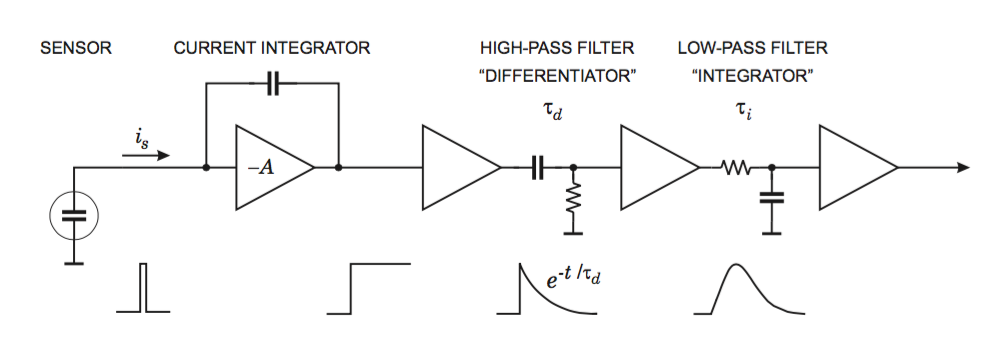 SENSOR
CURRENT INTEGRATOR
HIGH-PASS FILTER
“DIFFERENTIATOR”
τd
LOW-PASS FILTER
“INTEGRATOR”
τi
is
–A
e-t /τd